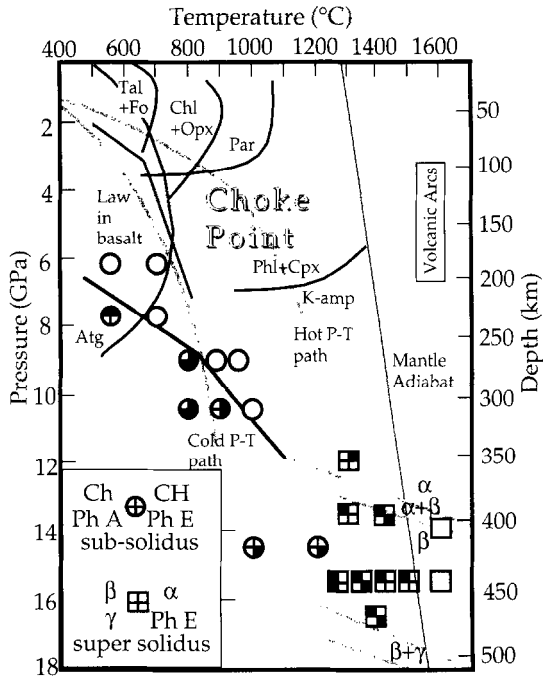 Temperature (°C)
400 600 800 1000 1400 1600
Tal
+Fo
Chl
+Opx
Par
50
2
100
4
Law
in
basalt
Choke
Point
150
Volcanic Arcs
6
Phl+Cpx
200
K-amp
Pressure (GPa)
Depth (km)
8
Atg
Hot P-T
path
250
Mantle
Adiabat
10
300
Cold P-T
path
12
350
α
α+β
400
β
14
Ch CH
Ph A Ph E
sub-solidus
450
16
β α
γ Ph E
super solidus
β+γ
500
18